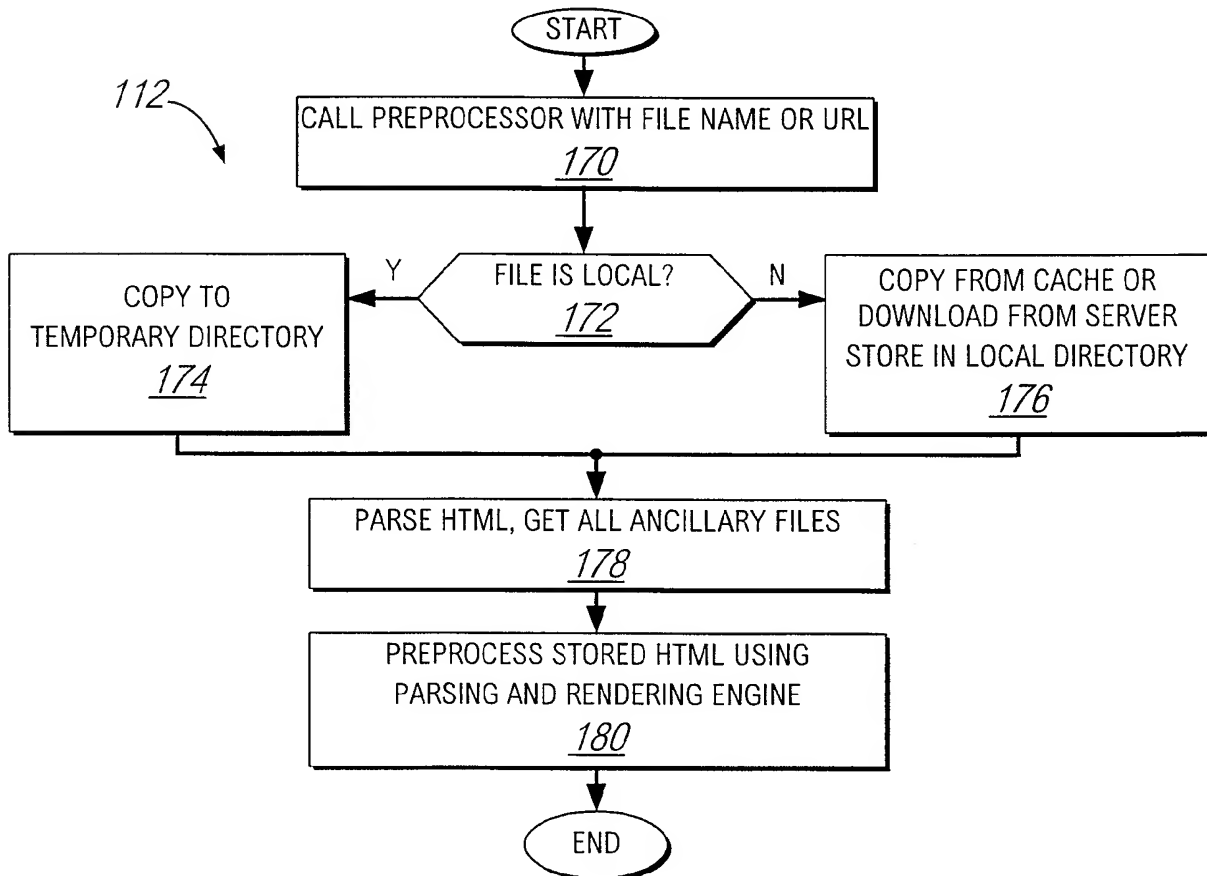 START
112
CALL PREPROCESSOR WITH FILE NAME OR URL
170
Y
FILE IS LOCAL?
172
N
COPY TO
TEMPORARY DIRECTORY
174
COPY FROM CACHE OR
DOWNLOAD FROM SERVER
STORE IN LOCAL DIRECTORY
176
PARSE HTML, GET ALL ANCILLARY FILES
178
PREPROCESS STORED HTML USING
PARSING AND RENDERING ENGINE
180
END